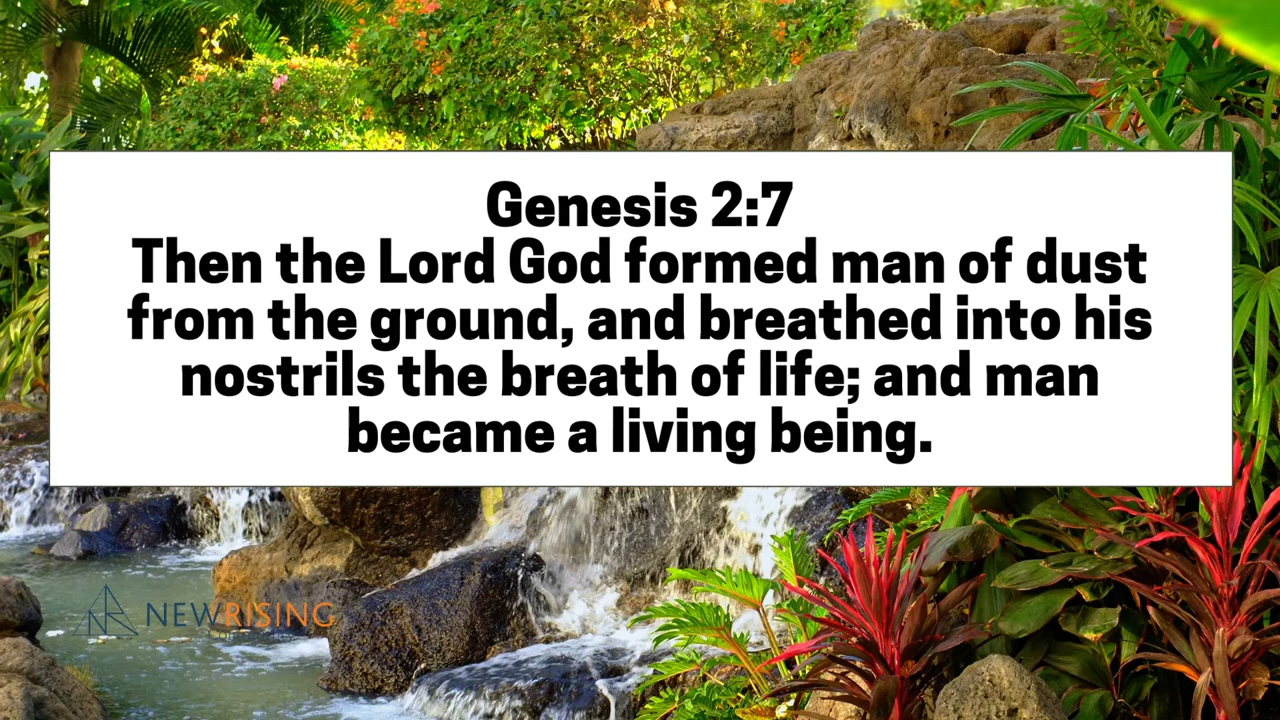 Genesis 2:7
Then the Lord God formed man of dust
from the ground, and breathed into his
nostrils the breath of life; and man
became a living being.
NEWRISING